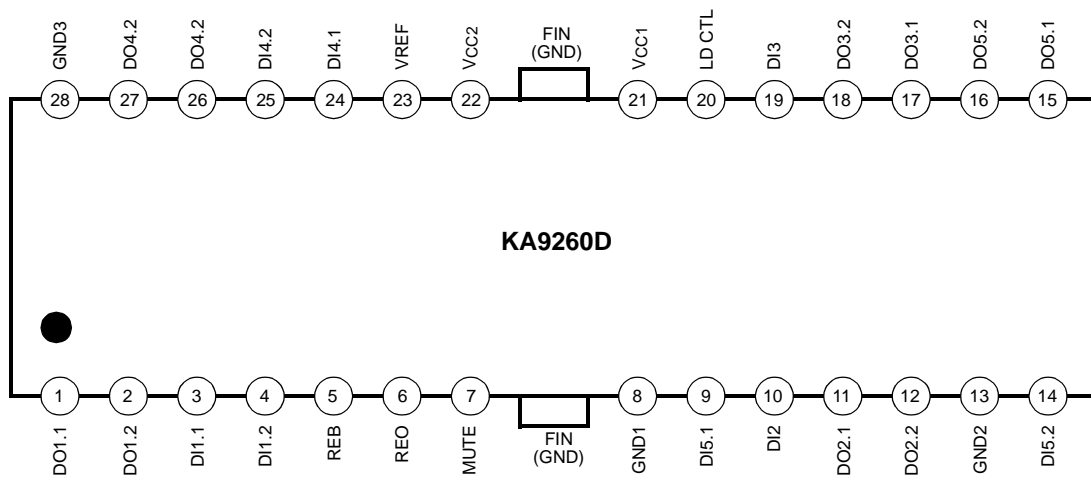 GND3
DO4.2
DO4.2
DI4.2
DI4.1
VREF
VCC2
FIN
(GND)
VCC1
LD CTL
DI3
DO3.2
DO3.1
DO5.2
DO5.1
28
27
26
25
24
23
22
21
20
19
18
17
16
15
KA9260D
1
2
3
4
5
6
7
8
9
10
11
12
13
14
DO1.1
DO1.2
DI1.1
DI1.2
REB
REO
MUTE
FIN
(GND)
GND1
DI5.1
DI2
DO2.1
DO2.2
GND2
DI5.2